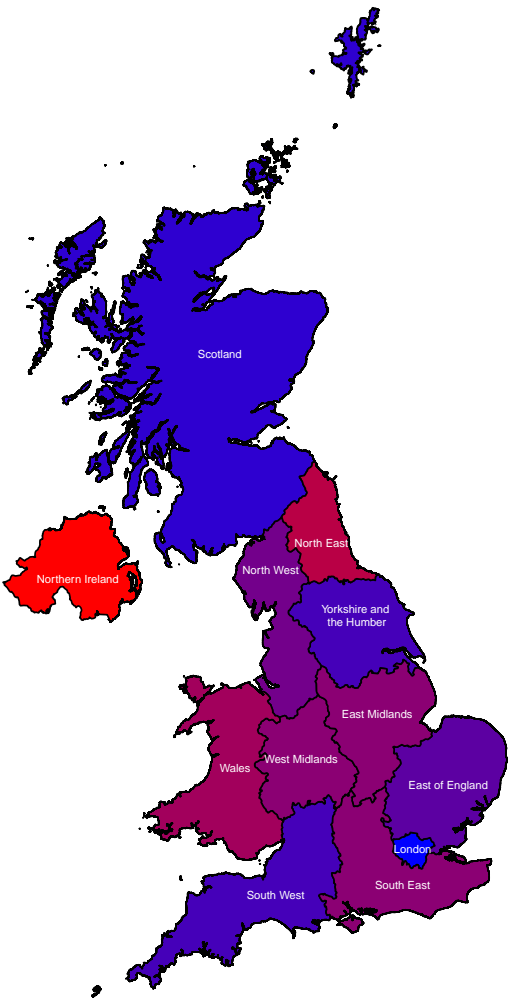 Scotland
North East
North West
Northern Ireland
Yorkshire and
the Humber
East Midlands
West Midlands
Wales
East of England
London
South East
South West